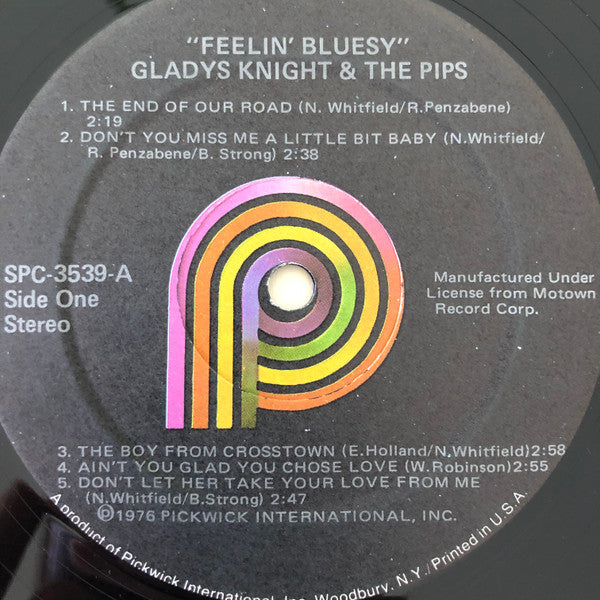 "FEELIN' BLUESY"
GLADYS KNIGHT & THE PIPS
1. THE END OF OUR ROAD (N. Whitfield/R.Penzabene)
2:19
2. DON'T YOU MISS ME A LITTLE BIT BABY (N.Whitfield/
R. Penzabene/B. Strong) 2:38
SPC-3539-A
Side One
Stereo
Manufactured Under
License from Motown
Record Corp.
3. THE BOY FROM CROSSTOWN (E.Holland/N.Whitfield)2:58
4. AIN'T YOU GLAD YOU CHOSE LOVE (W.Robinson)2:55
5. DON'T LET HER TAKE YOUR LOVE FROM ME
(N.Whitfield/B.Strong) 2:47
Ⓟ1976 PICKWICK INTERNATIONAL, INC.
A product of Pickwick International, Inc. Woodbury, N.Y./Printed in U.S.A.